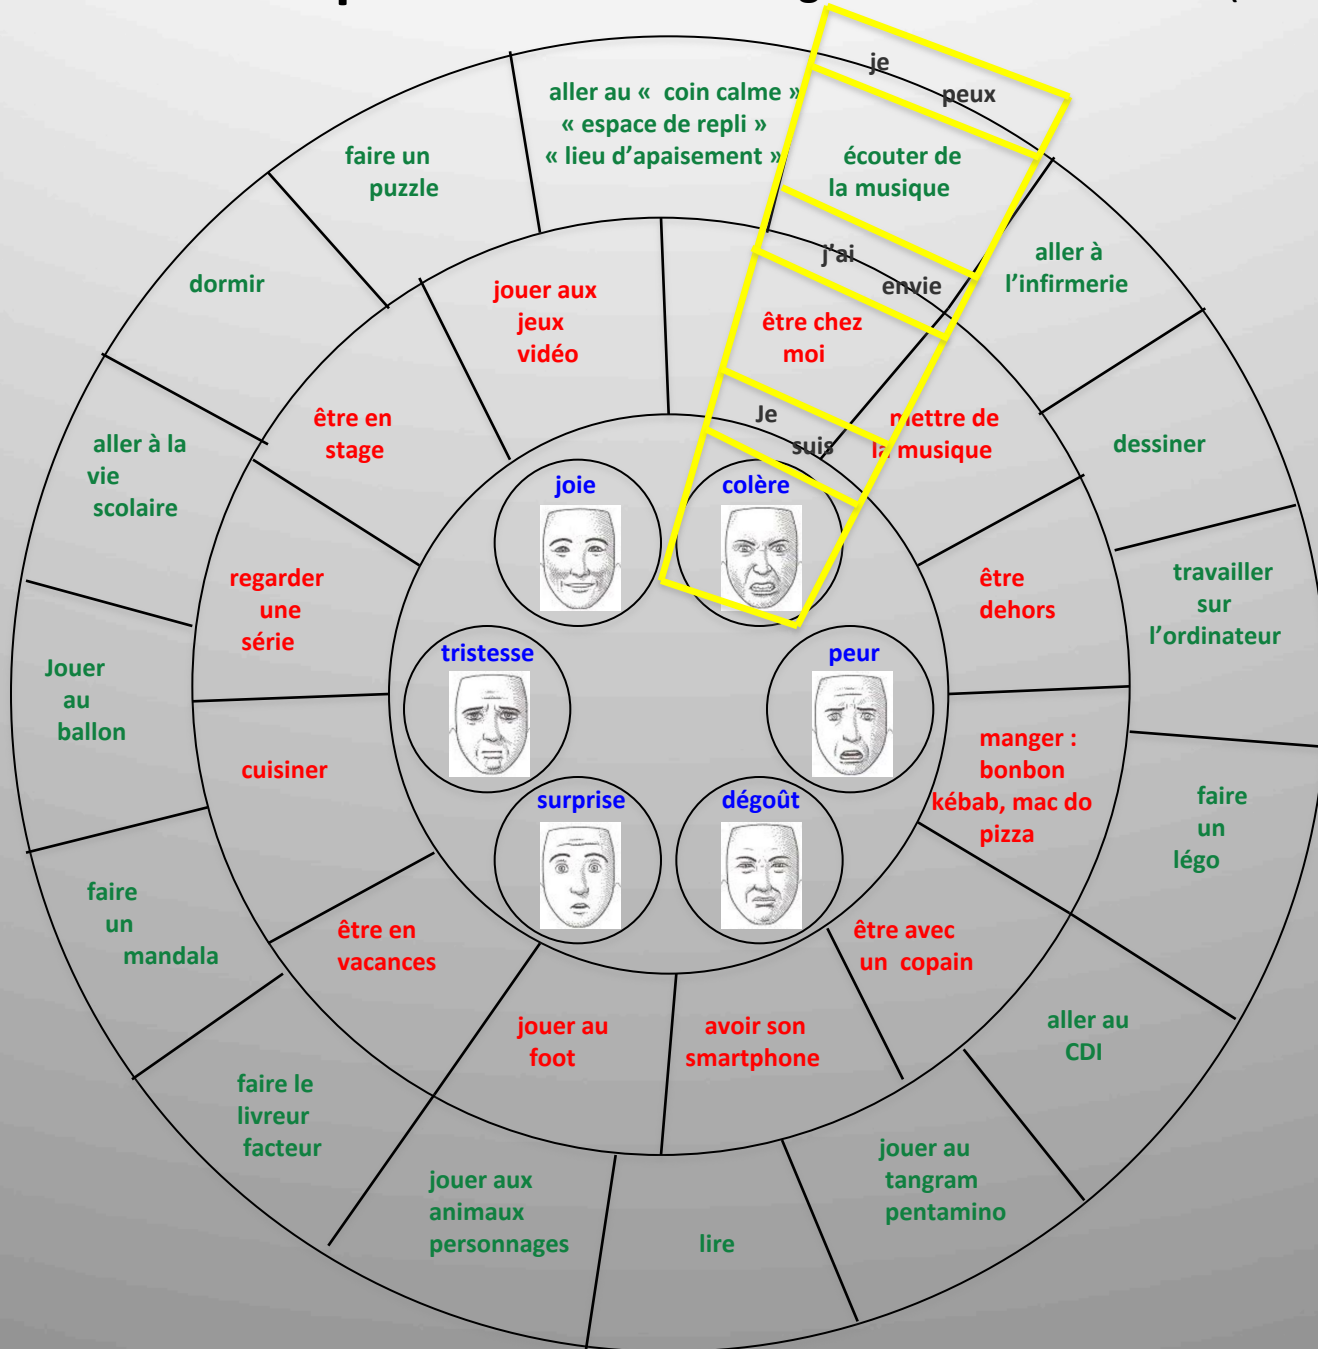 aller au « coin calme »
« espace de repli »
« lieu d’apaisement »
je
peux
écouter de
la musique
j’ai
envie
être chez
moi
Je
suis
colère
faire un
puzzle
dormir
aller à la
vie
scolaire
Jouer
au
ballon
faire
un
mandala
faire le
livreur
facteur
jouer aux
animaux
personnages
lire
jouer au
tangram
pentamino
aller au
CDI
faire
un
légo
travailler
sur
l’ordinateur
dessiner
aller à
l’infirmerie
jouer aux
jeux
vidéo
être en
stage
regarder
une
série
cuisiner
être en
vacances
jouer au
foot
avoir son
smartphone
être avec
un copain
manger :
bonbon
kébab, mac do
pizza
être
dehors
mettre de
la musique
joie
tristesse
surprise
dégoût
peur